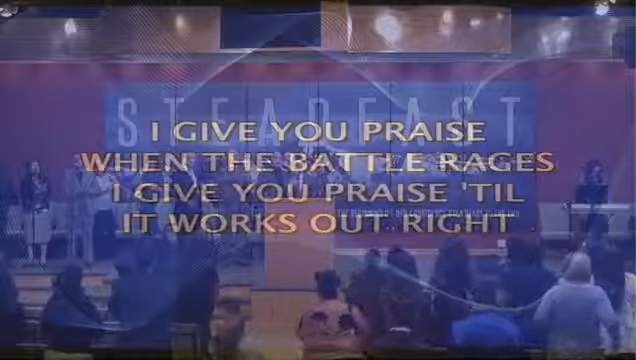 STEADFAST
I GIVE YOU PRAISE
WHEN THE BATTLE RAGES
I GIVE YOU PRAISE 'TIL
IT WORKS OUT RIGHT